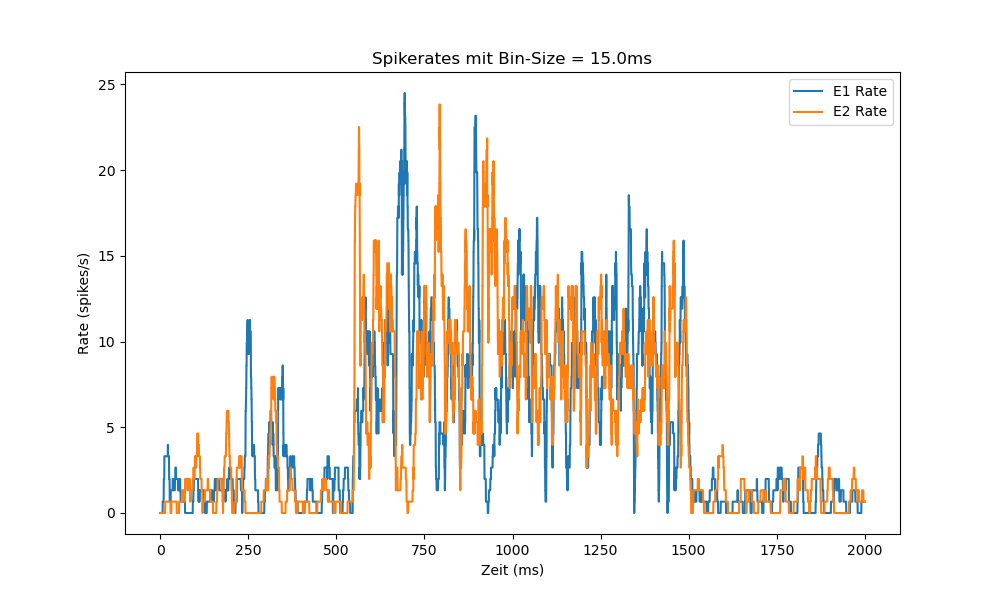 Spikerates mit Bin-Size = 15.0ms
E1 Rate
E2 Rate
25
20
15
10
5
0
Rate (spikes/s)
0 250 500 750 1000 1250 1500 1750 2000
Zeit (ms)